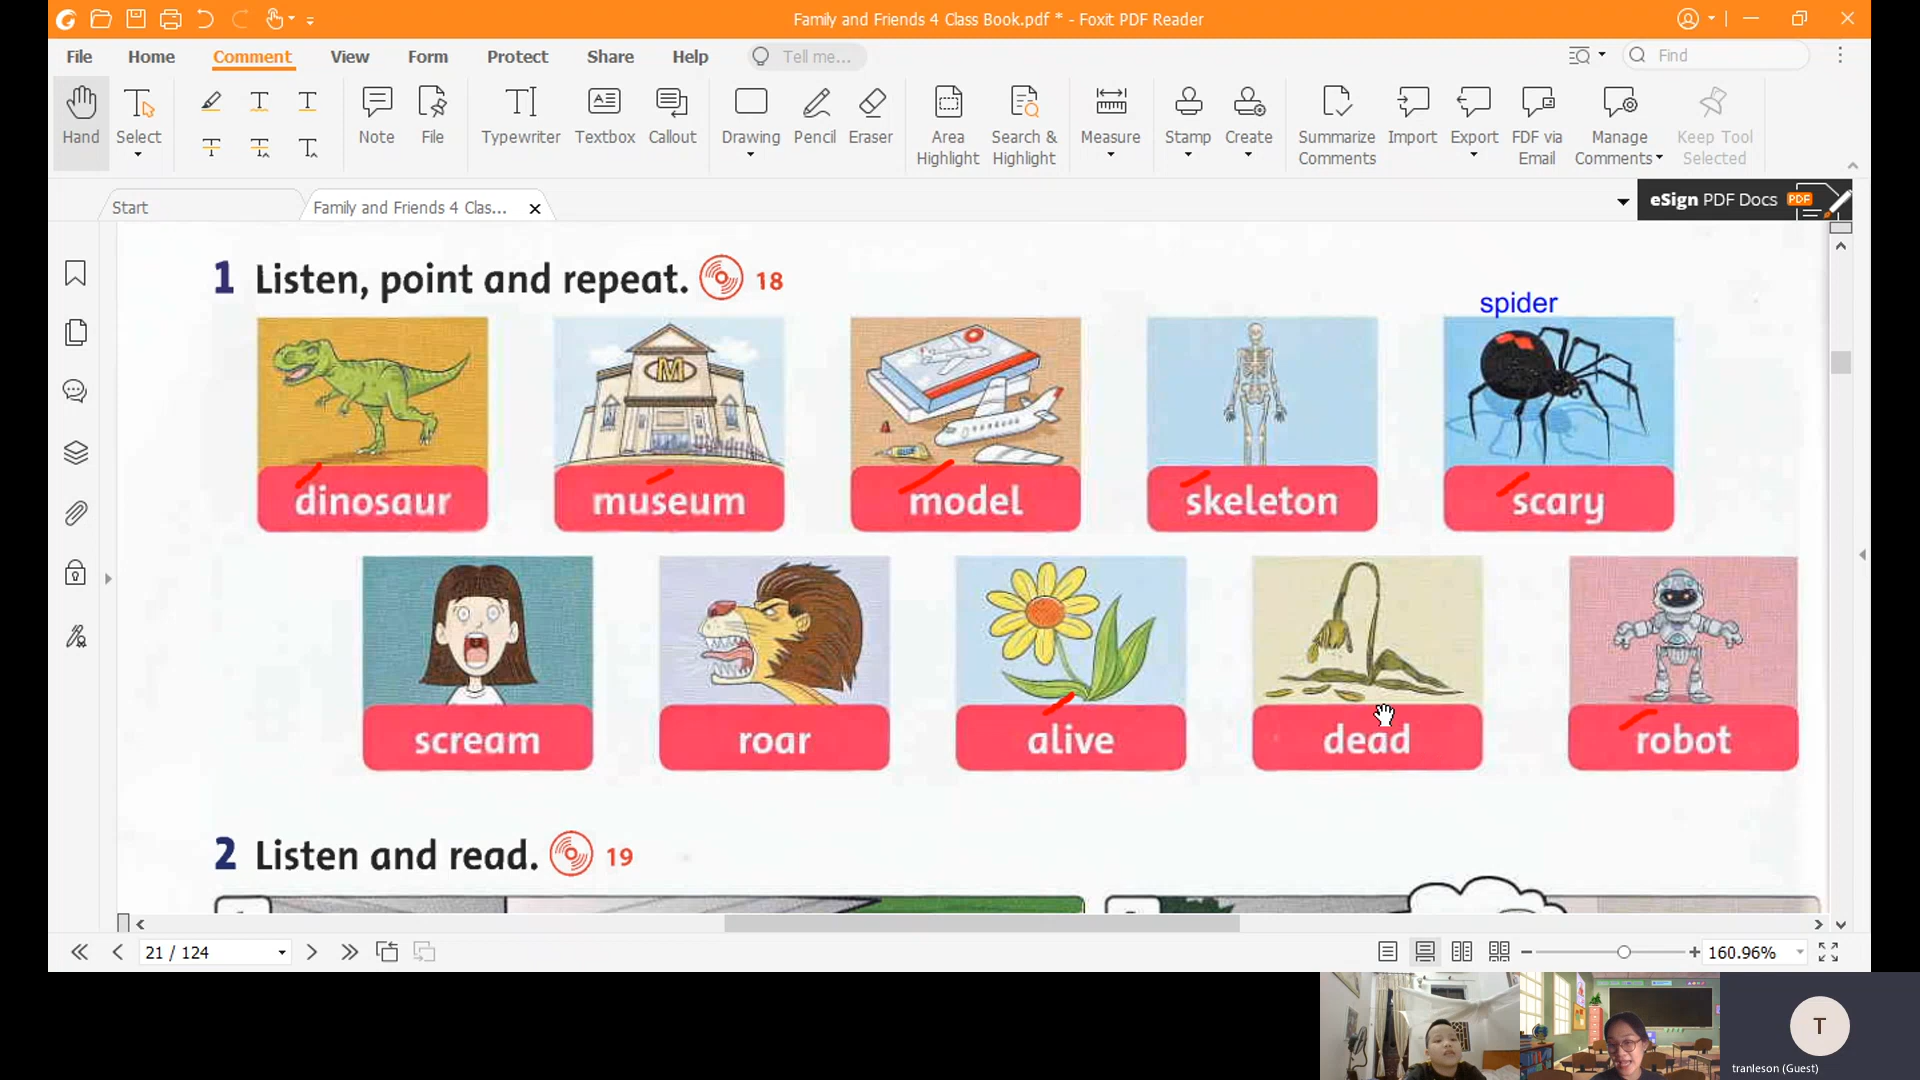 Family and Friends 4 Class Book.pdf * - Foxit PDF Reader
File Home Comment View Form Protect Share Help Tell me... Find
Hand Select Note File Typewriter Textbox Callout Drawing Pencil Eraser Area Highlight Search & Highlight Measure Stamp Create Summarize Comments Import Export FDF via Email Manage Comments Keep Tool Selected
Start Family and Friends 4 Clas... eSign PDF Docs PDF
1 Listen, point and repeat. 18
spider
M
dinosaur museum model skeleton scary
scream roar alive dead robot
2 Listen and read. 19
21 / 124 160.96%
T
tranleson (Guest)